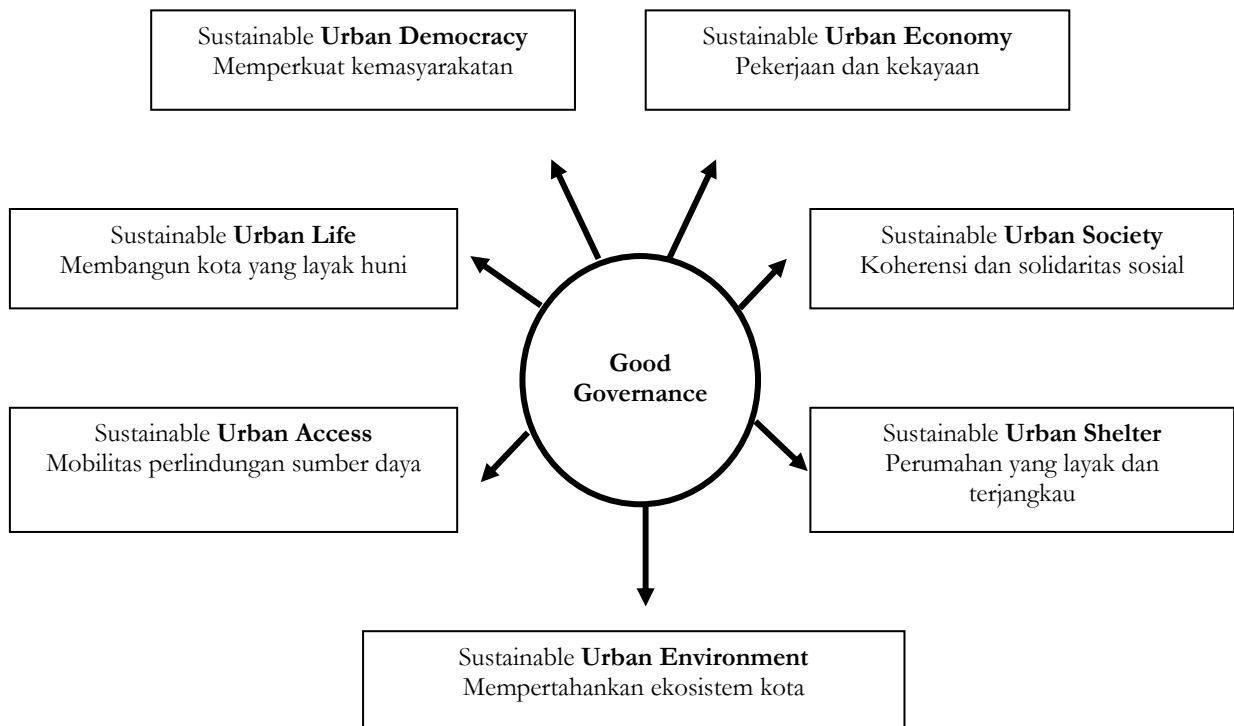 Sustainable Urban Democracy
Memperkuat kemasyarakatan
Sustainable Urban Economy
Pekerjaan dan kekayaan
Sustainable Urban Life
Membangun kota yang layak huni
Sustainable Urban Society
Koherensi dan solidaritas sosial
Good
Governance
Sustainable Urban Access
Mobilitas perlindungan sumber daya
Sustainable Urban Shelter
Perumahan yang layak dan
terjangkau
Sustainable Urban Environment
Mempertahankan ekosistem kota